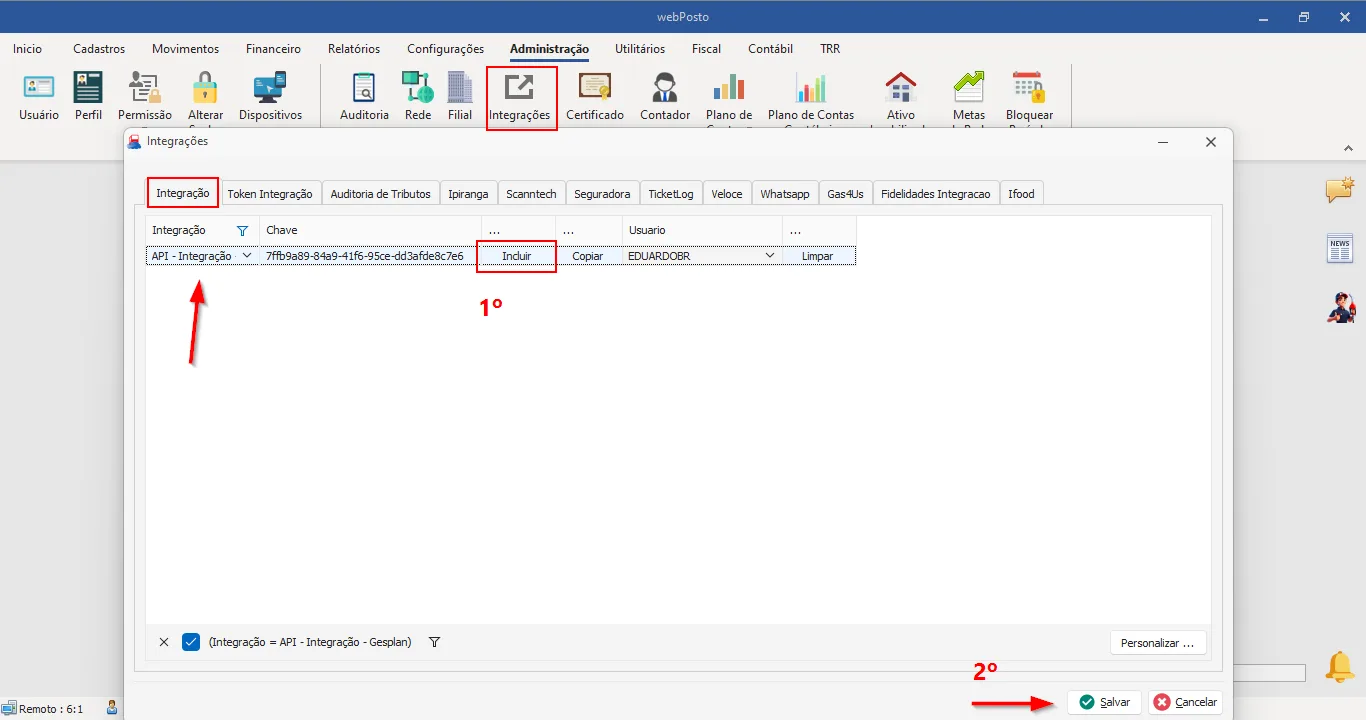 webPosto
Inicio Cadastros Movimentos Financeiro Relatórios Configurações Administração Utilitários Fiscal Contábil TRR
Usuário Perfil Permissão Alterar Dispositivos Auditoria Rede Filial Integrações Certificado Contador Plano de Plano de Contas Ativo Metas Bloquear
Integrações
Integração Token Integração Auditoria de Tributos Ipiranga Scanntech Seguradora TicketLog Veloce Whatsapp Gas4Us Fidelidades Integracao Ifood
Integração Chave ... ... Usuario ...
API - Integração 7ffb9a89-84a9-41f6-95ce-dd3afde8c7e6 Incluir Copiar EDUARDOBR Limpar
1º
NEWS
(Integração = API - Integração - Gesplan) Personalizar ...
2º
Salvar Cancelar
Remoto : 6:1